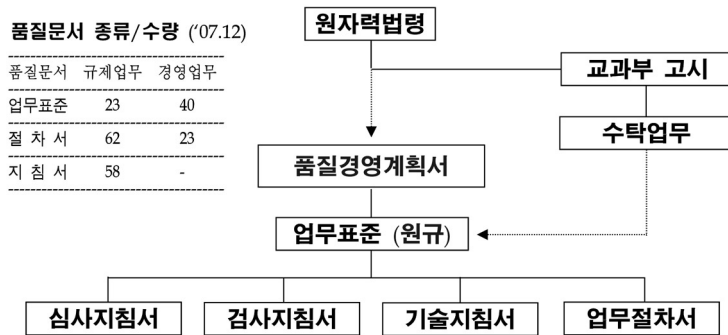 품질문서 종류/수량 ('07.12)
품질문서 규제업무 경영업무
업무표준 23 40
절 차 서 62 23
지 침 서 58 -
원자력법령
교과부 고시
수탁업무
품질경영계획서
업무표준 (원규)
심사지침서 검사지침서 기술지침서 업무절차서